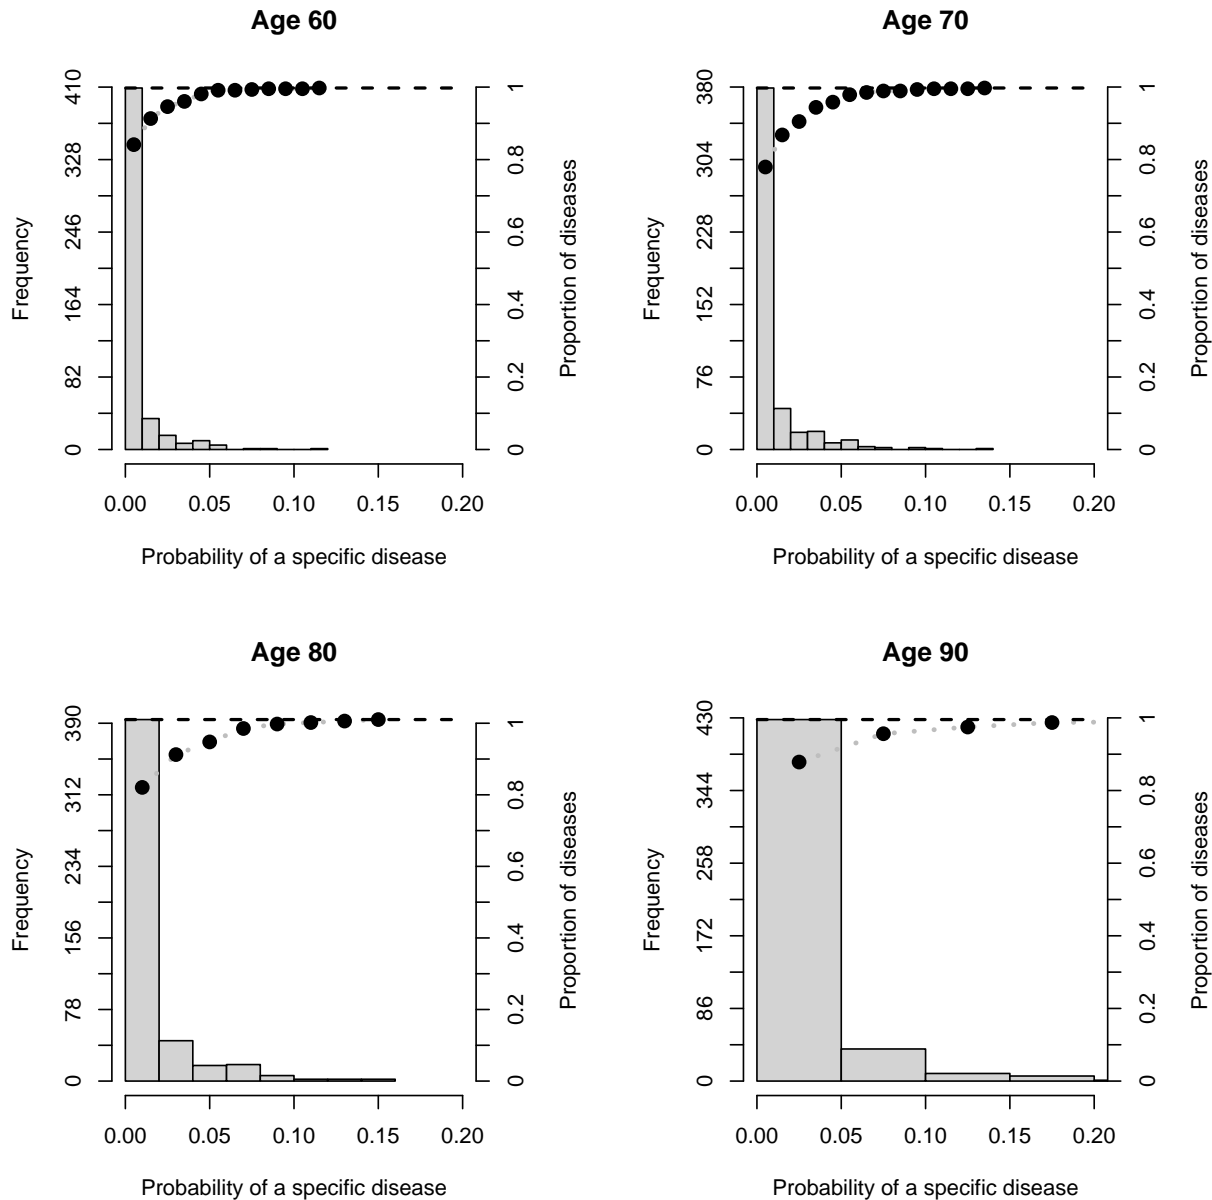 Age 60
Frequency
410
328
246
164
82
0
1
0.8
0.6
0.4
0.2
0
Proportion of diseases
0.00 0.05 0.10 0.15 0.20
Probability of a specific disease
Age 70
Frequency
380
304
228
152
76
0
1
0.8
0.6
0.4
0.2
0
Proportion of diseases
0.00 0.05 0.10 0.15 0.20
Probability of a specific disease
Age 80
Frequency
390
312
234
156
78
0
1
0.8
0.6
0.4
0.2
0
Proportion of diseases
0.00 0.05 0.10 0.15 0.20
Probability of a specific disease
Age 90
Frequency
430
344
258
172
86
0
1
0.8
0.6
0.4
0.2
0
Proportion of diseases
0.00 0.05 0.10 0.15 0.20
Probability of a specific disease